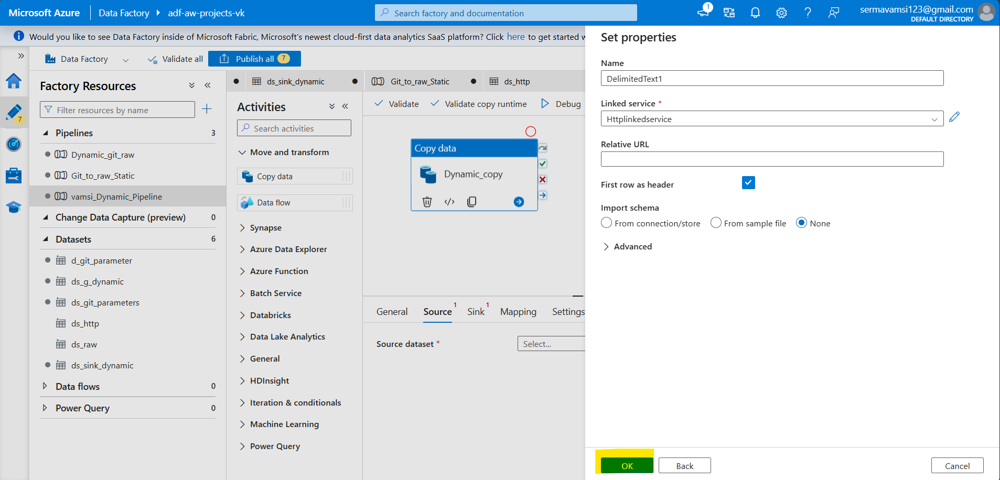 Microsoft Azure
Data Factory
adf-aw-projects-vk
Search factory and documentation
1
sermavamsi123@gmail.com
DEFAULT DIRECTORY
Would you like to see Data Factory inside of Microsoft Fabric, Microsoft's newest cloud-first data analytics SaaS platform? Click here to get started
Data Factory
Validate all
Publish all 7
7
Factory Resources
Filter resources by name
Pipelines 3
Dynamic_git_raw
Git_to_raw_Static
vamsi_Dynamic_Pipeline
Change Data Capture (preview) 0
Datasets 6
d_git_parameter
ds_g_dynamic
ds_git_parameters
ds_http
ds_raw
ds_sink_dynamic
Data flows 0
Power Query 0
ds_sink_dynamic
Git_to_raw_Static
ds_http
Activities
Search activities
Move and transform
Copy data
Data flow
Synapse
Azure Data Explorer
Azure Function
Batch Service
Databricks
Data Lake Analytics
General
HDInsight
Iteration & conditionals
Machine Learning
Power Query
Validate
Validate copy runtime
Debug
Copy data
Dynamic_copy
General
Source 1
Sink 1
Mapping
Settings
Source dataset *
Select...
Set properties
Name
DelimitedText1
Linked service *
Httplinkedservice
Relative URL
First row as header
Import schema
From connection/store
From sample file
None
Advanced
OK
Back
Cancel